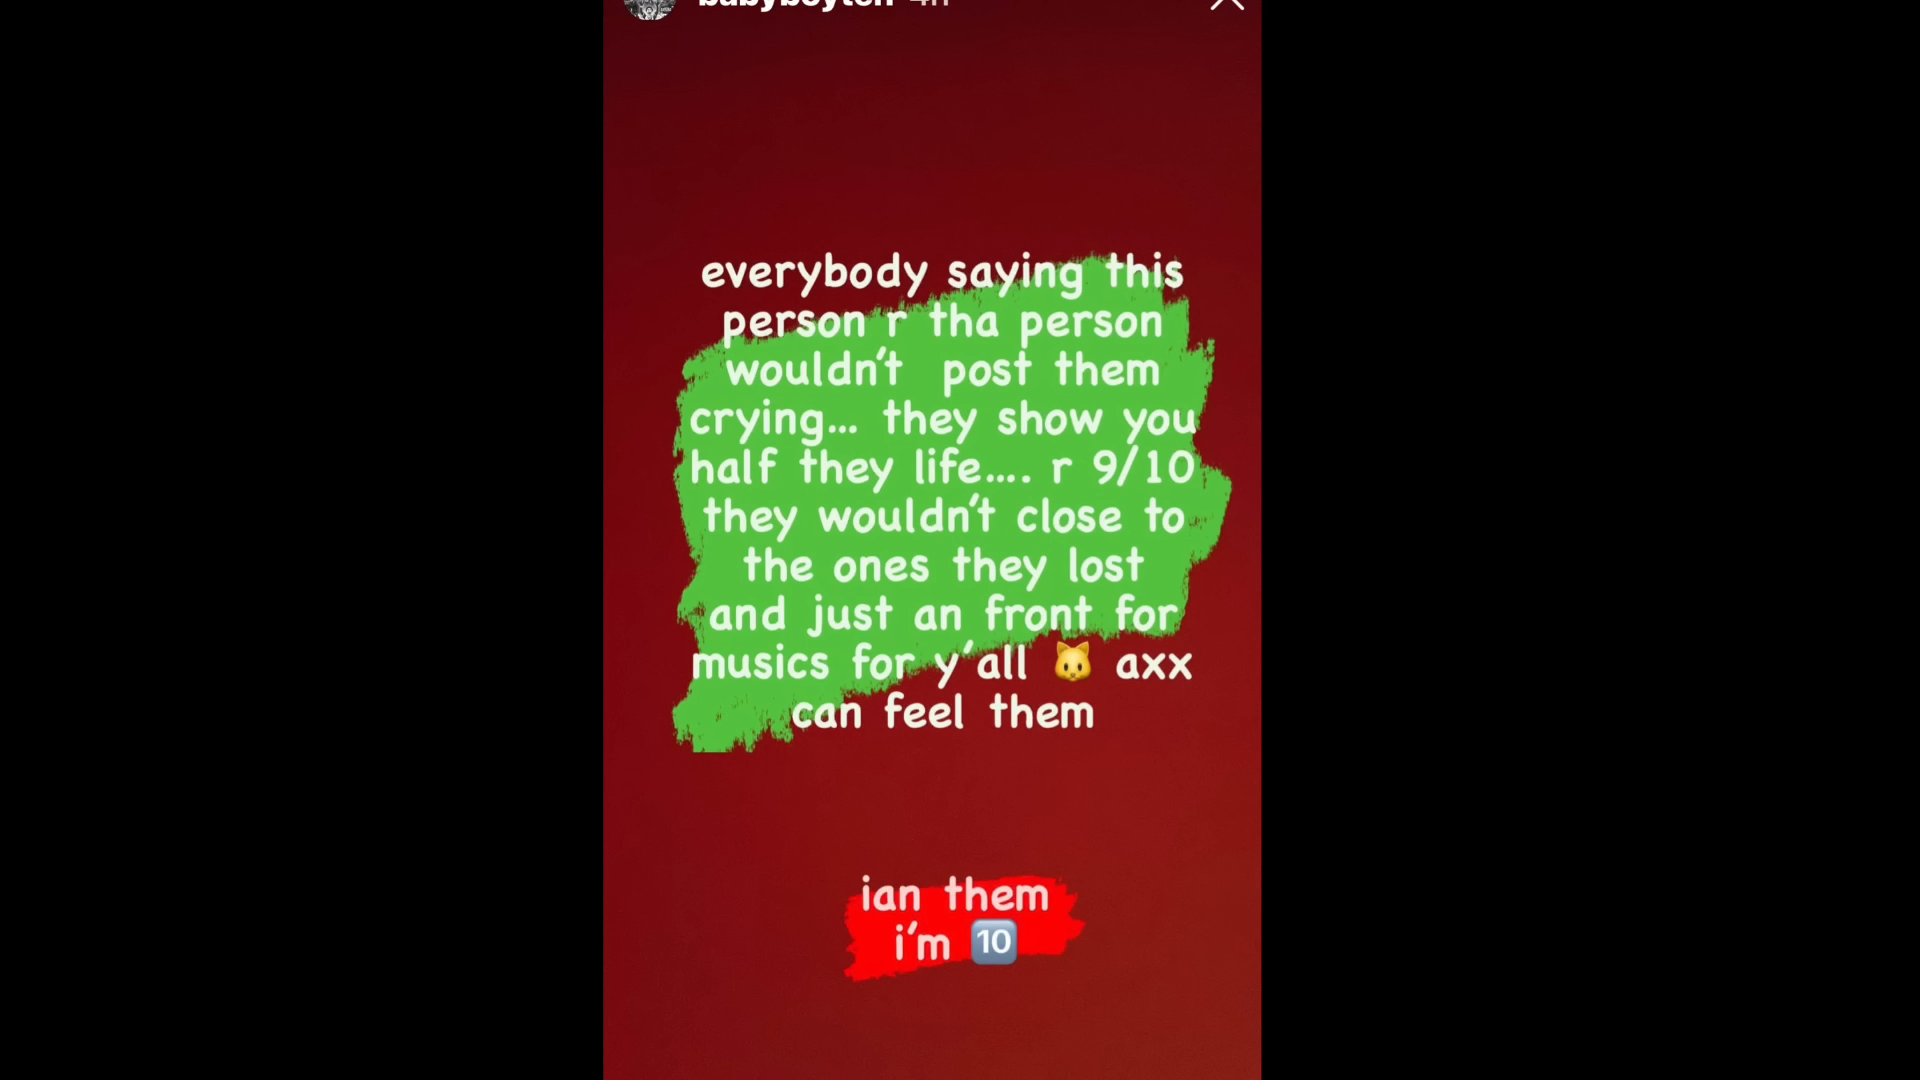 babyboyten 4h
everybody saying this
person r tha person
wouldn't post them
crying... they show you
half they life.... r 9/10
they wouldn't close to
the ones they lost
and just an front for
musics for y'all 🐱 axx
can feel them
ian them
i'm 🔟